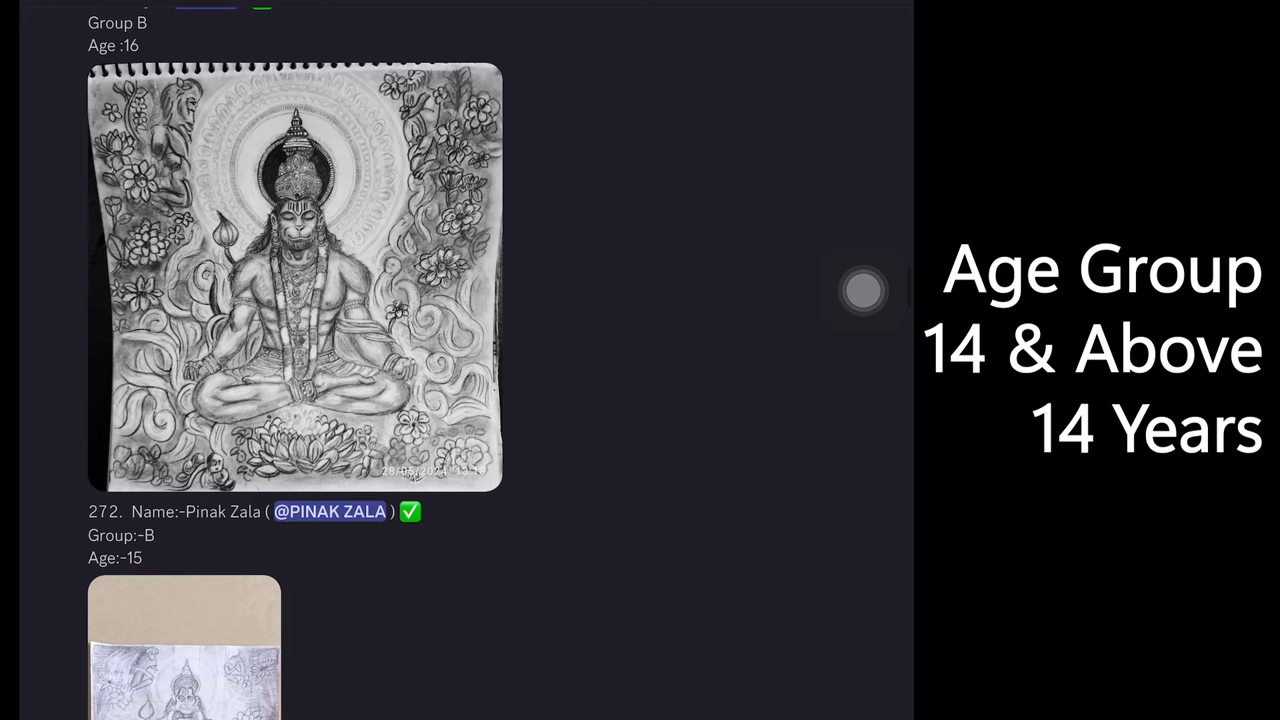 Group B
Age :16
272. Name:-Pinak Zala ( @PINAK ZALA ) ✅
Group:-B
Age:-15
Age Group
14 & Above
14 Years